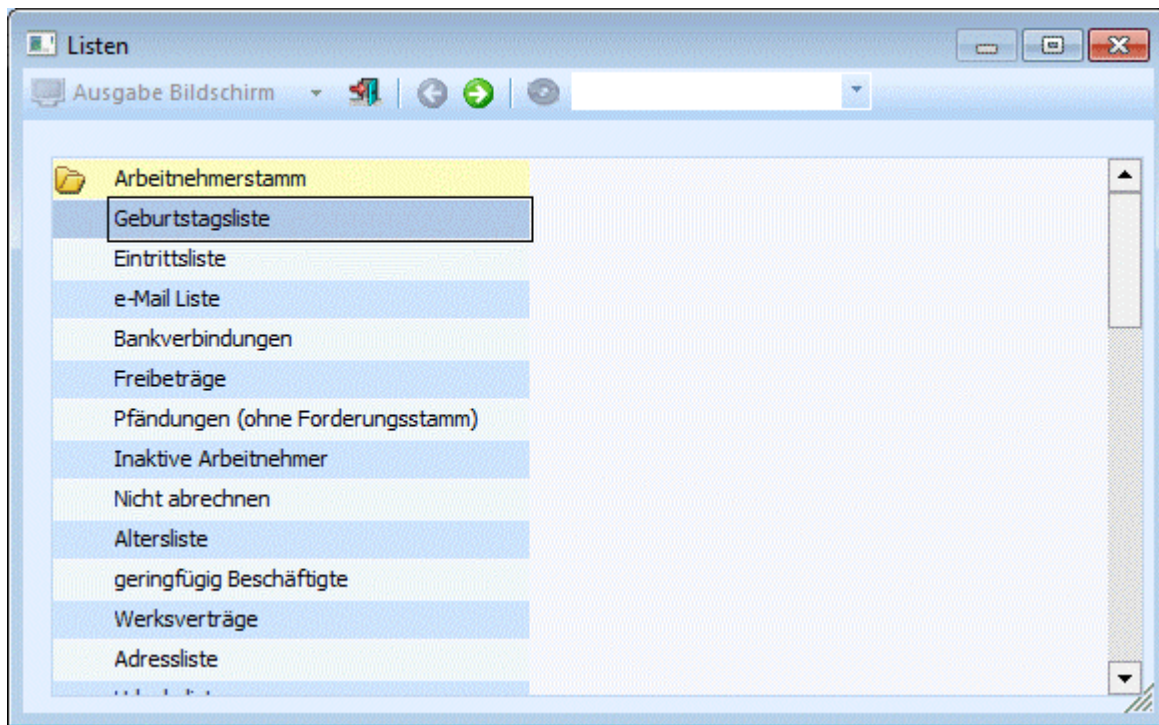 Listen
Ausgabe Bildschirm
Arbeitnehmerstamm
Geburtstagsliste
Eintrittsliste
e-Mail Liste
Bankverbindungen
Freibeträge
Pfändungen (ohne Forderungsstamm)
Inaktive Arbeitnehmer
Nicht abrechnen
Altersliste
geringfügig Beschäftigte
Werksverträge
Adressliste